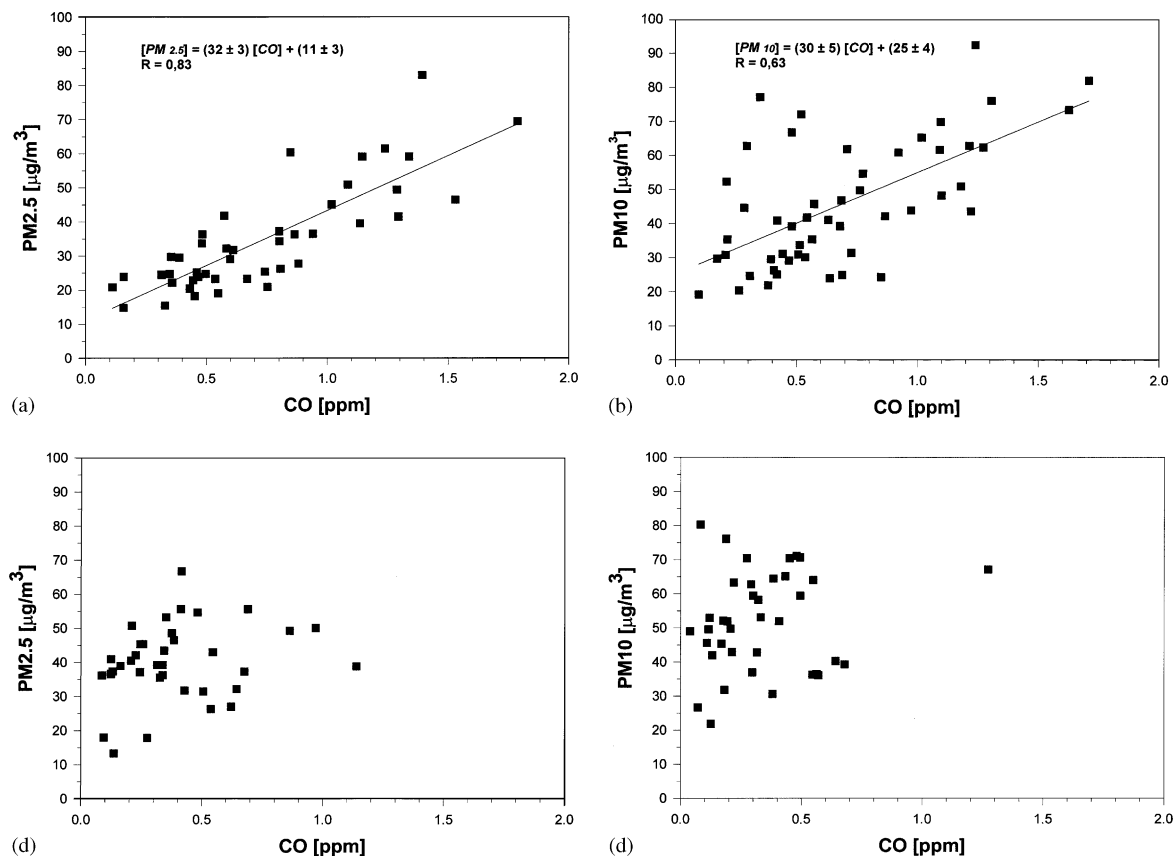 100
90
80
70
60
50
40
30
20
10
0
PM2.5 [μg/m³]
[PM 2.5] = (32 ± 3) [CO] + (11 ± 3)
R = 0,83
0.0 0.5 1.0 1.5 2.0
CO [ppm]
(a)
100
90
80
70
60
50
40
30
20
10
0
PM10 [μg/m³]
[PM 10] = (30 ± 5) [CO] + (25 ± 4)
R = 0,63
0.0 0.5 1.0 1.5 2.0
CO [ppm]
(b)
100
90
80
70
60
50
40
30
20
10
0
PM2.5 [μg/m³]
0.0 0.5 1.0 1.5 2.0
CO [ppm]
(d)
100
90
80
70
60
50
40
30
20
10
0
PM10 [μg/m³]
0.0 0.5 1.0 1.5 2.0
CO [ppm]
(d)